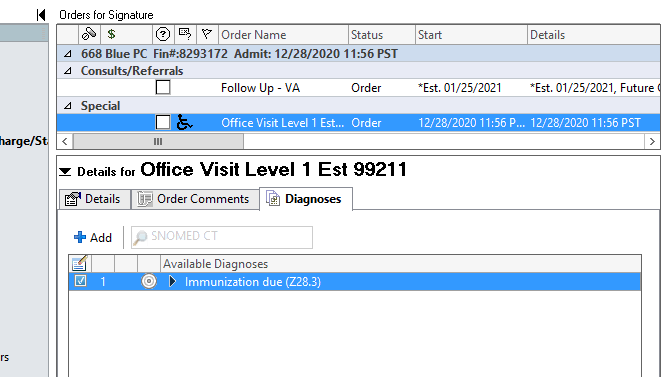 Orders for Signature
$ Order Name Status Start Details
668 Blue PC Fin#:8293172 Admit: 12/28/2020 11:56 PST
Consults/Referrals
Follow Up - VA Order *Est. 01/25/2021 *Est. 01/25/2021, Future
Special
Office Visit Level 1 Est... Order 12/28/2020 11:56 P... 12/28/2020 11:56 PST
harge/Sta
Details for Office Visit Level 1 Est 99211
Details Order Comments Diagnoses
Add SNOMED CT
Available Diagnoses
1 Immunization due (Z28.3)
rs